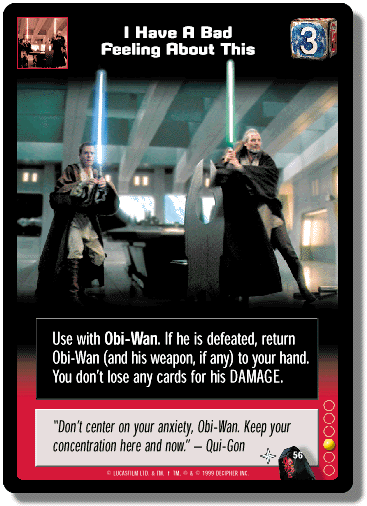 I Have A Bad
Feeling About This
3
Use with Obi-Wan. If he is defeated, return
Obi-Wan (and his weapon, if any) to your hand.
You don't lose any cards for his DAMAGE.
"Don't center on your anxiety, Obi-Wan. Keep your
concentration here and now." – Qui-Gon
56
© LUCASFILM LTD. & TM. † TM. ® & © 1999 DECIPHER INC.